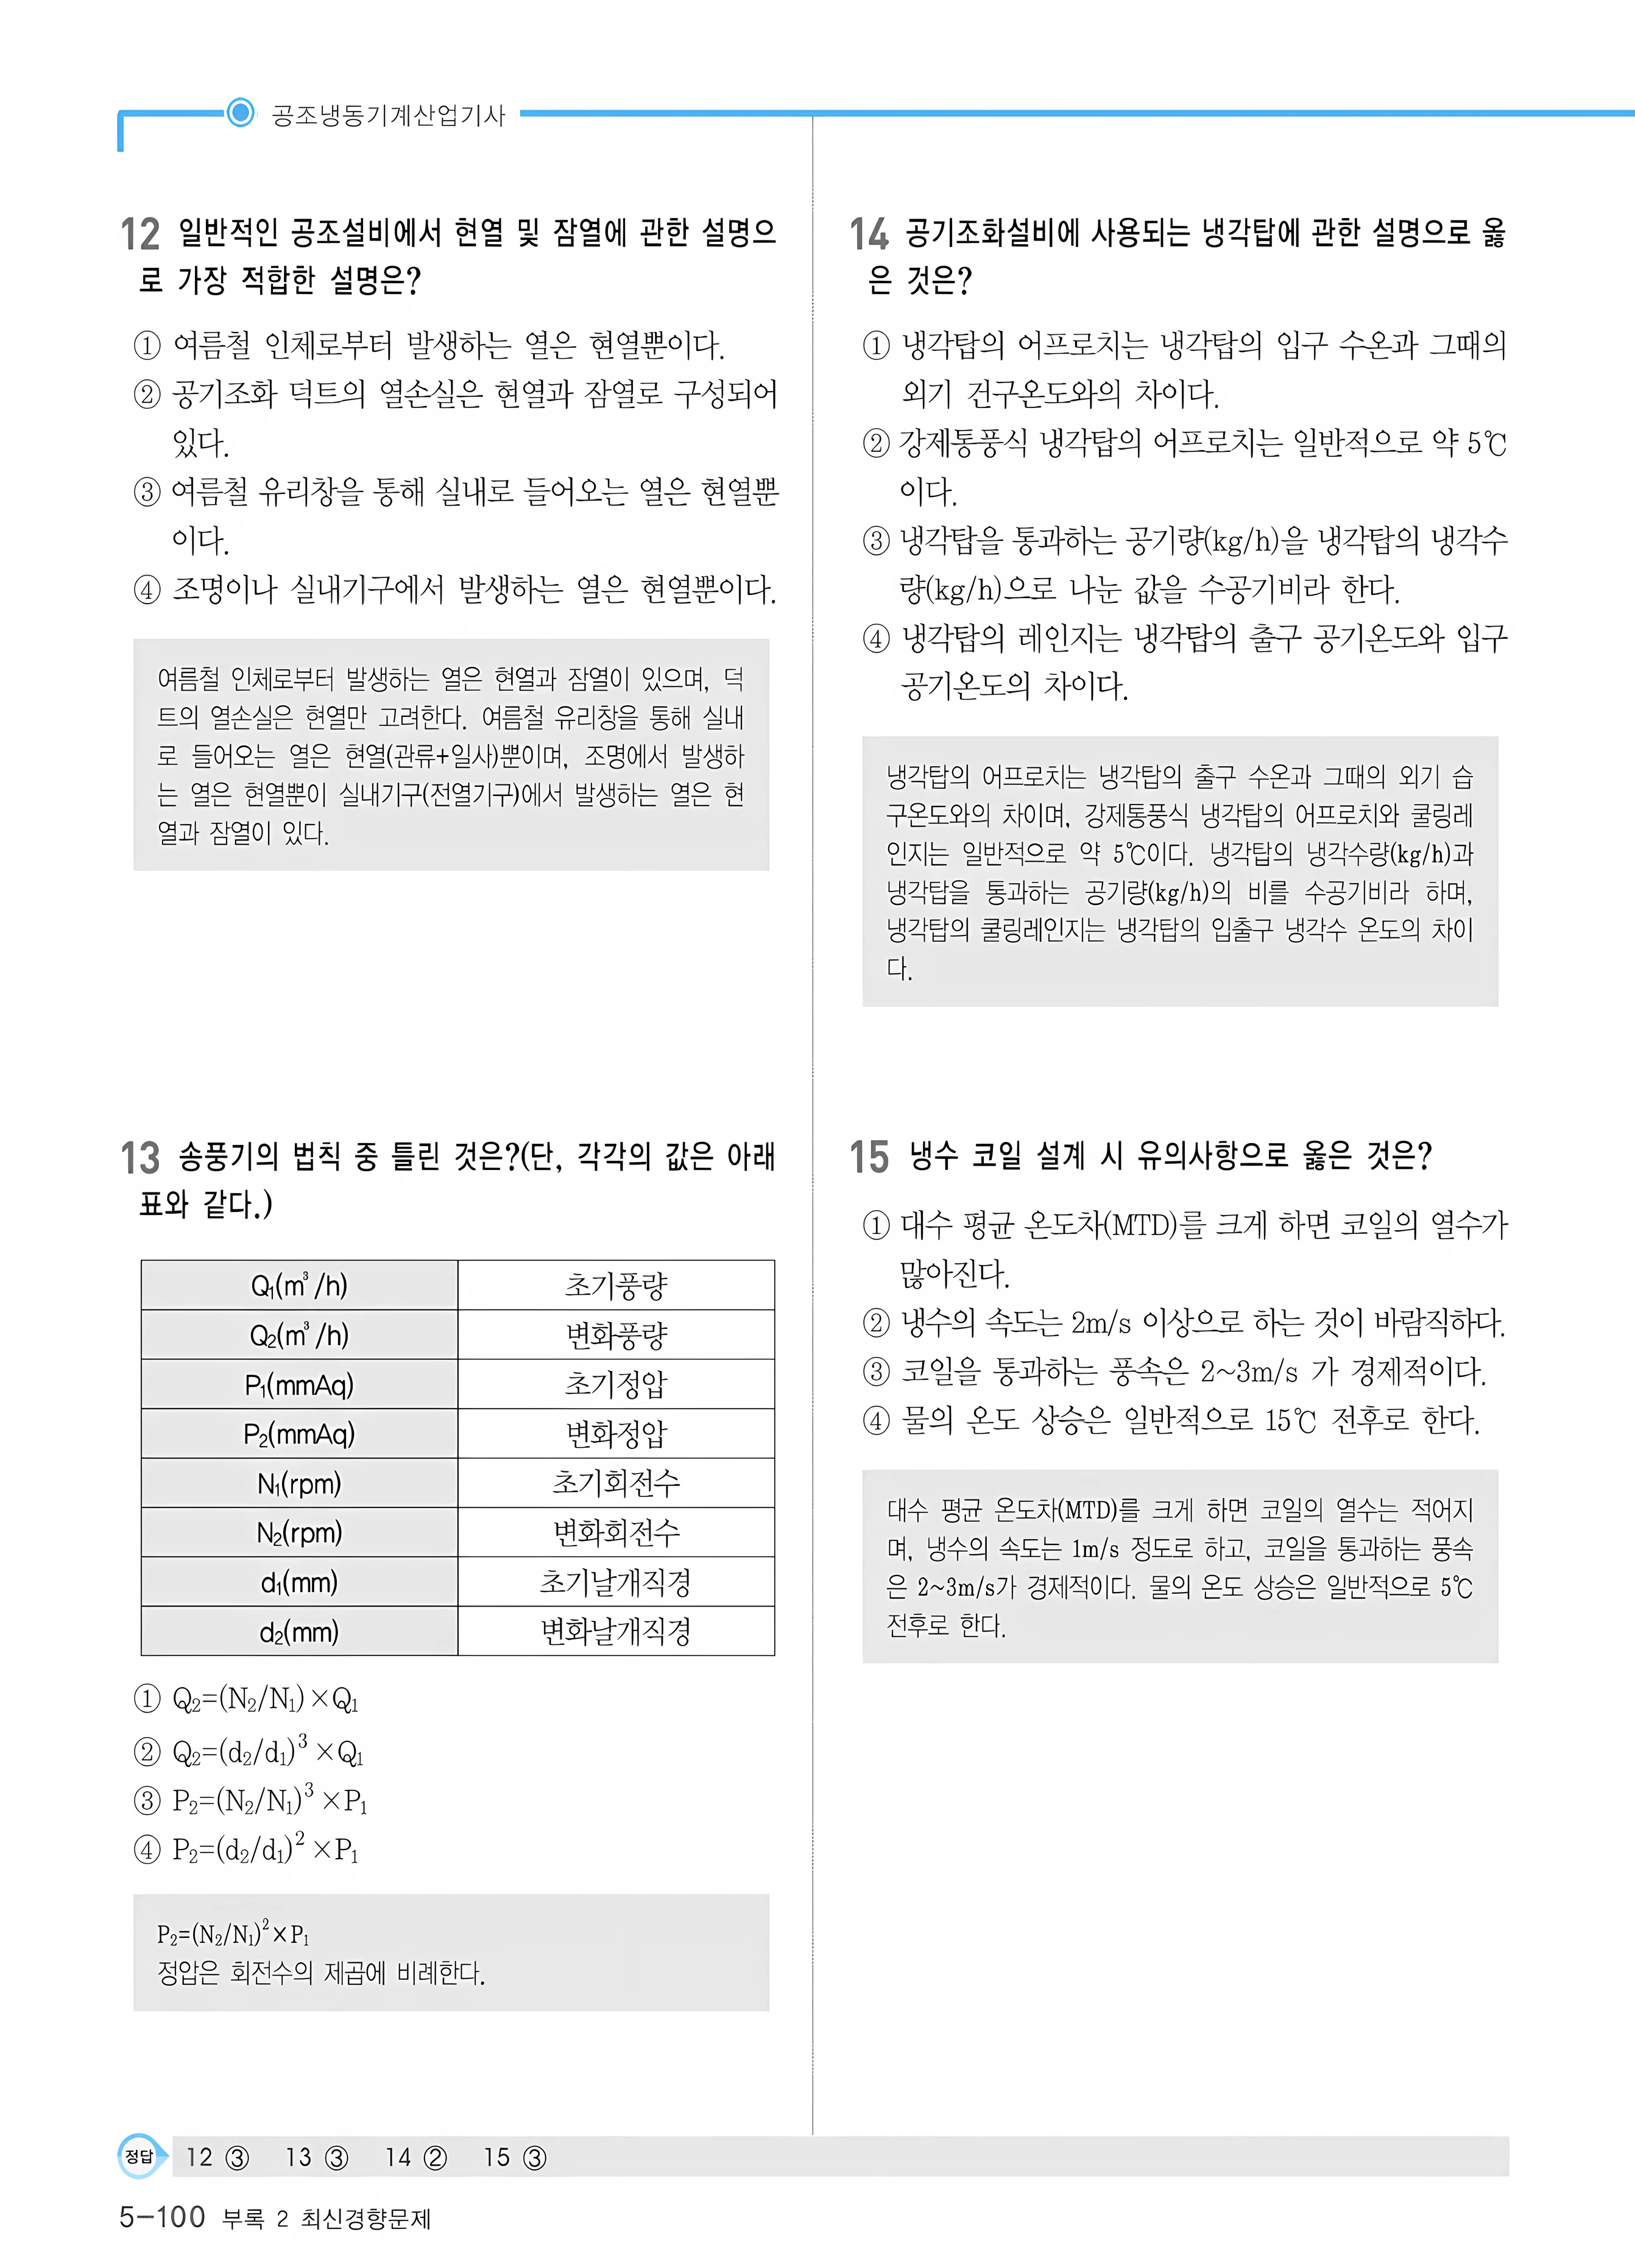 공조냉동기계산업기사
12 일반적인 공조설비에서 현열 및 잠열에 관한 설명으
로 가장 적합한 설명은?
① 여름철 인체로부터 발생하는 열은 현열뿐이다.
② 공기조화 덕트의 열손실은 현열과 잠열로 구성되어
있다.
③ 여름철 유리창을 통해 실내로 들어오는 열은 현열뿐
이다.
④ 조명이나 실내기구에서 발생하는 열은 현열뿐이다.
여름철 인체로부터 발생하는 열은 현열과 잠열이 있으며, 덕
트의 열손실은 현열만 고려한다. 여름철 유리창을 통해 실내
로 들어오는 열은 현열(관류+일사)뿐이며, 조명에서 발생하
는 열은 현열뿐이 실내기구(전열기구)에서 발생하는 열은 현
열과 잠열이 있다.
13 송풍기의 법칙 중 틀린 것은?(단, 각각의 값은 아래
표와 같다.)
Q₁(m³/h) 초기풍량
Q₂(m³/h) 변화풍량
P₁(mmAq) 초기정압
P₂(mmAq) 변화정압
N₁(rpm) 초기회전수
N₂(rpm) 변화회전수
d₁(mm) 초기날개직경
d₂(mm) 변화날개직경
① Q₂=(N₂/N₁)×Q₁
② Q₂=(d₂/d₁)³×Q₁
③ P₂=(N₂/N₁)³×P₁
④ P₂=(d₂/d₁)²×P₁
P₂=(N₂/N₁)²×P₁
정압은 회전수의 제곱에 비례한다.
14 공기조화설비에 사용되는 냉각탑에 관한 설명으로 옳
은 것은?
① 냉각탑의 어프로치는 냉각탑의 입구 수온과 그때의
외기 건구온도와의 차이다.
② 강제통풍식 냉각탑의 어프로치는 일반적으로 약 5℃
이다.
③ 냉각탑을 통과하는 공기량(kg/h)을 냉각탑의 냉각수
량(kg/h)으로 나눈 값을 수공기비라 한다.
④ 냉각탑의 레인지는 냉각탑의 출구 공기온도와 입구
공기온도의 차이다.
냉각탑의 어프로치는 냉각탑의 출구 수온과 그때의 외기 습
구온도와의 차이며, 강제통풍식 냉각탑의 어프로치와 쿨링레
인지는 일반적으로 약 5℃이다. 냉각탑의 냉각수량(kg/h)과
냉각탑을 통과하는 공기량(kg/h)의 비를 수공기비라 하며,
냉각탑의 쿨링레인지는 냉각탑의 입출구 냉각수 온도의 차이
다.
15 냉수 코일 설계 시 유의사항으로 옳은 것은?
① 대수 평균 온도차(MTD)를 크게 하면 코일의 열수가
많아진다.
② 냉수의 속도는 2m/s 이상으로 하는 것이 바람직하다.
③ 코일을 통과하는 풍속은 2~3m/s 가 경제적이다.
④ 물의 온도 상승은 일반적으로 15℃ 전후로 한다.
대수 평균 온도차(MTD)를 크게 하면 코일의 열수는 적어지
며, 냉수의 속도는 1m/s 정도로 하고, 코일을 통과하는 풍속
은 2~3m/s가 경제적이다. 물의 온도 상승은 일반적으로 5℃
전후로 한다.
정답 12 ③ 13 ③ 14 ② 15 ③
5-100 부록 2 최신경향문제